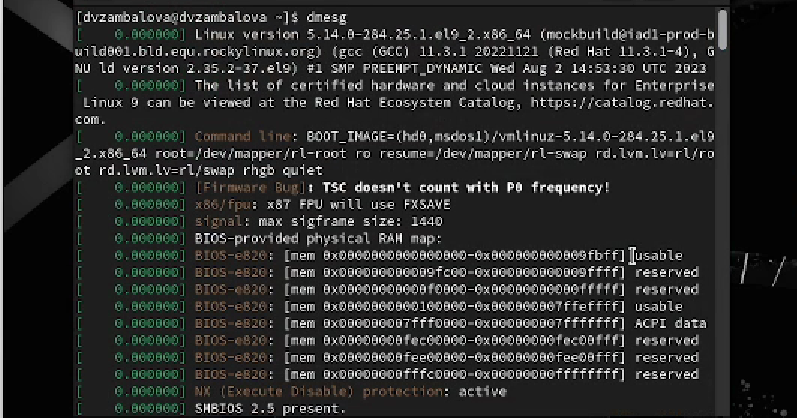 [dvzambalova@dvzambalova ~]$ dmesg
[    0.000000] Linux version 5.14.0-284.25.1.el9_2.x86_64 (mockbuild@iad1-prod-b
uild001.bld.equ.rockylinux.org) (gcc (GCC) 11.3.1 20221121 (Red Hat 11.3.1-4), G
NU ld version 2.35.2-37.el9) #1 SMP PREEMPT_DYNAMIC Wed Aug 2 14:53:30 UTC 2023
[    0.000000] The list of certified hardware and cloud instances for Enterprise
 Linux 9 can be viewed at the Red Hat Ecosystem Catalog, https://catalog.redhat.
com.
[    0.000000] Command line: BOOT_IMAGE=(hd0,msdos1)/vmlinuz-5.14.0-284.25.1.el9
_2.x86_64 root=/dev/mapper/rl-root ro resume=/dev/mapper/rl-swap rd.lvm.lv=rl/ro
ot rd.lvm.lv=rl/swap rhgb quiet
[    0.000000] [Firmware Bug]: TSC doesn't count with P0 frequency!
[    0.000000] x86/fpu: x87 FPU will use FXSAVE
[    0.000000] signal: max sigframe size: 1440
[    0.000000] BIOS-provided physical RAM map:
[    0.000000] BIOS-e820: [mem 0x0000000000000000-0x000000000009fbff] usable
[    0.000000] BIOS-e820: [mem 0x000000000009fc00-0x000000000009ffff] reserved
[    0.000000] BIOS-e820: [mem 0x00000000000f0000-0x00000000000fffff] reserved
[    0.000000] BIOS-e820: [mem 0x0000000000100000-0x000000007ffeffff] usable
[    0.000000] BIOS-e820: [mem 0x000000007fff0000-0x000000007fffffff] ACPI data
[    0.000000] BIOS-e820: [mem 0x00000000fec00000-0x00000000fec00fff] reserved
[    0.000000] BIOS-e820: [mem 0x00000000fee00000-0x00000000fee00fff] reserved
[    0.000000] BIOS-e820: [mem 0x00000000fffc0000-0x00000000ffffffff] reserved
[    0.000000] NX (Execute Disable) protection: active
[    0.000000] SMBIOS 2.5 present.